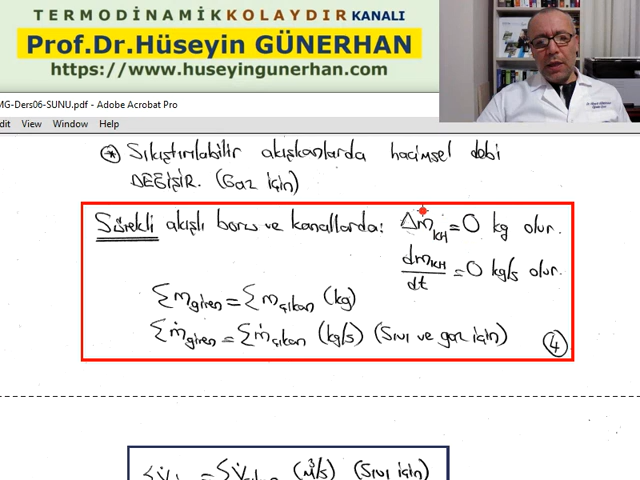 TERMODİNAMİKKOLAYDIR KANALI
Prof.Dr.Hüseyin GÜNERHAN
https://www.huseyingunerhan.com
MG-Ders06-SUNU.pdf - Adobe Acrobat Pro
dit View Window Help
* Sıkıştırılabilir akışkanlarda hacimsel debi
DEĞİŞİR. (Gaz için)
Sürekli akışlı boru ve kanallarda: Δm_KH = 0 kg olur.
dm_KH/dt = 0 kg/s olur.
Σm_giren = Σm_çıkan (kg)
Σṁ_giren = Σṁ_çıkan (kg/s) (Sıvı ve gaz için)
4
(m³/s) (Sıvı için)